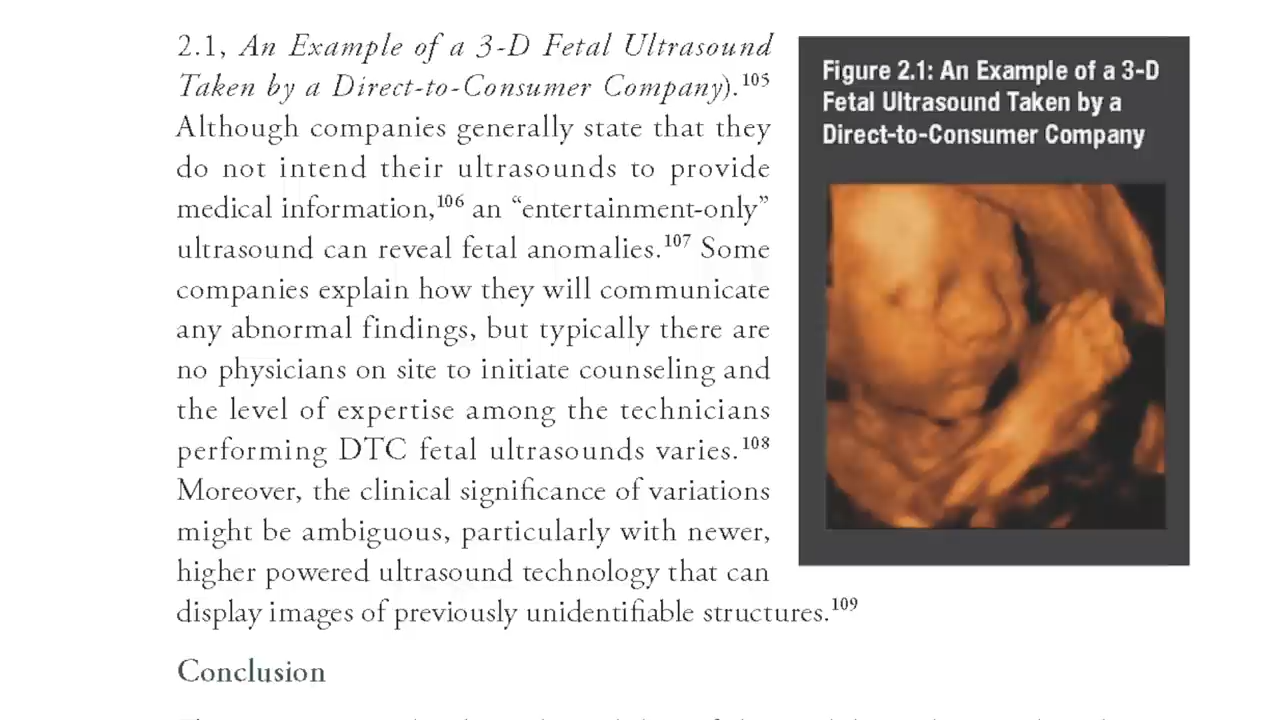 2.1, An Example of a 3-D Fetal Ultrasound
Taken by a Direct-to-Consumer Company).105
Although companies generally state that they
do not intend their ultrasounds to provide
medical information,106 an “entertainment-only”
ultrasound can reveal fetal anomalies.107 Some
companies explain how they will communicate
any abnormal findings, but typically there are
no physicians on site to initiate counseling and
the level of expertise among the technicians
performing DTC fetal ultrasounds varies.108
Moreover, the clinical significance of variations
might be ambiguous, particularly with newer,
higher powered ultrasound technology that can
display images of previously unidentifiable structures.109
Figure 2.1: An Example of a 3-D
Fetal Ultrasound Taken by a
Direct-to-Consumer Company
Conclusion